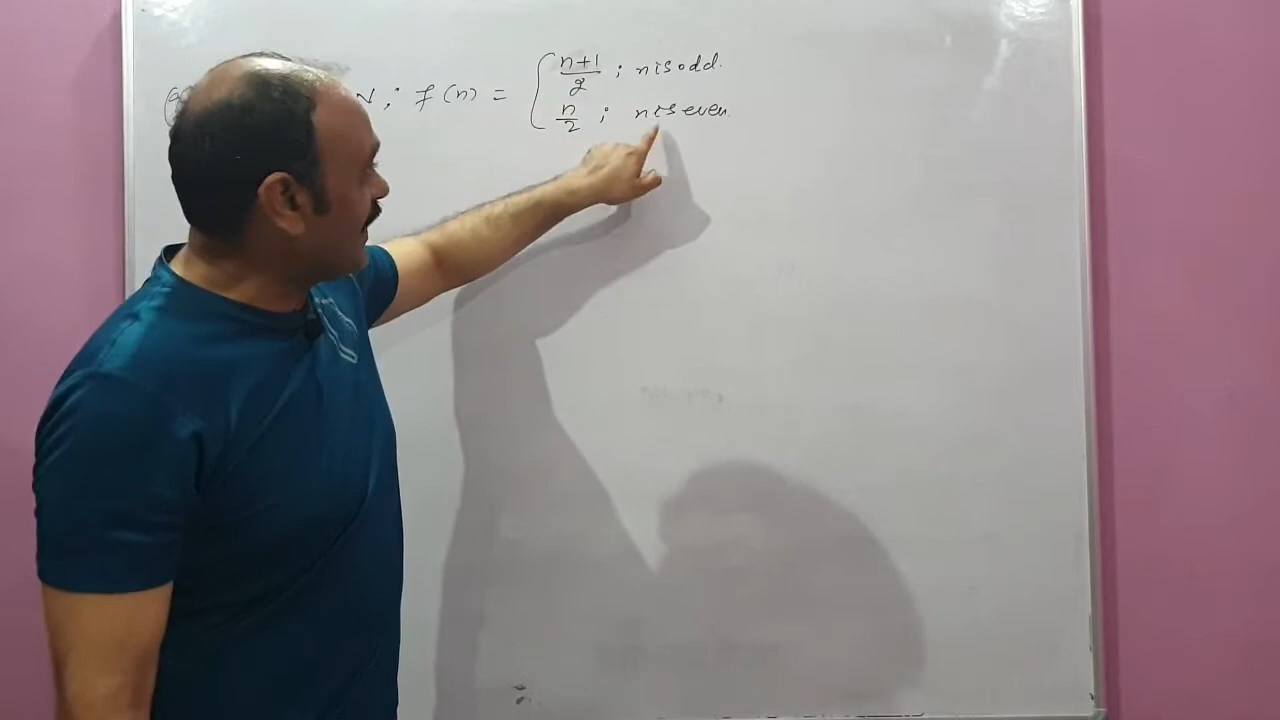 N ; f(n) = { n+1/2 ; n is odd.
n/2 ; n is even.